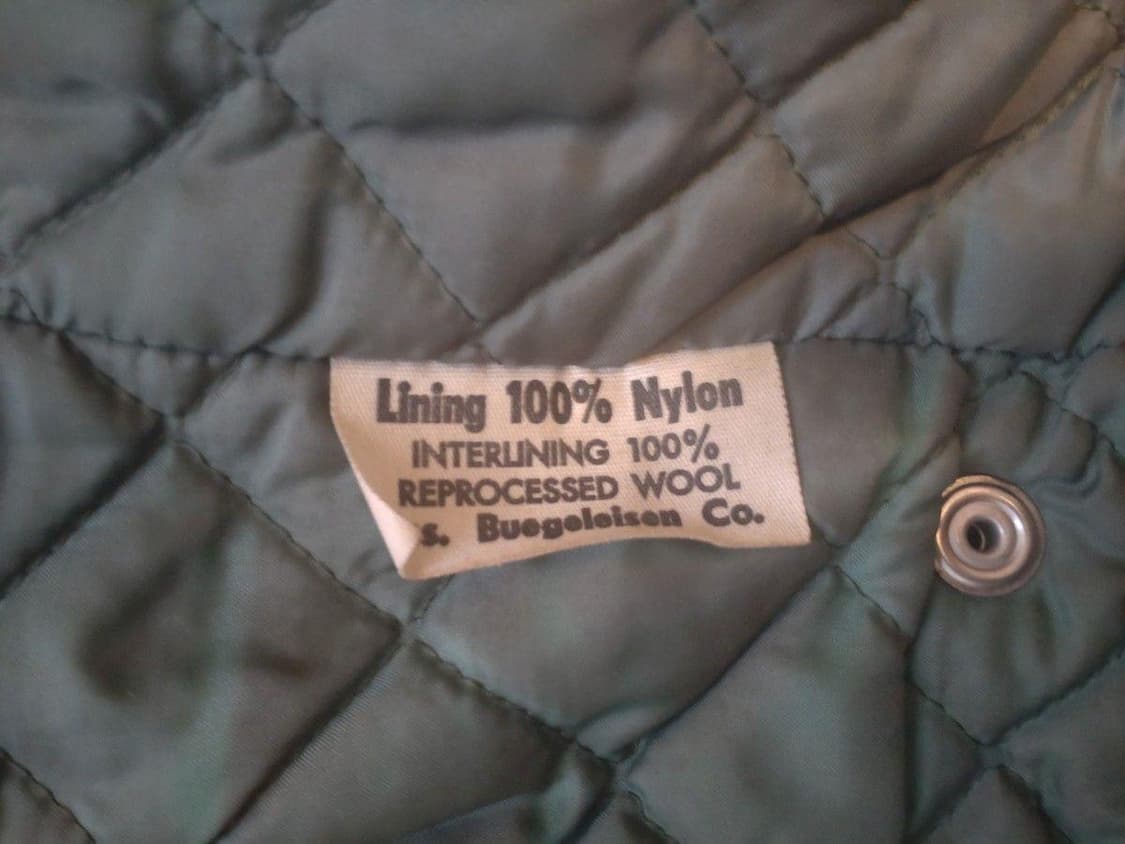 Lining 100% Nylon
INTERLINING 100%
REPROCESSED WOOL
s. Buegeleisen Co.